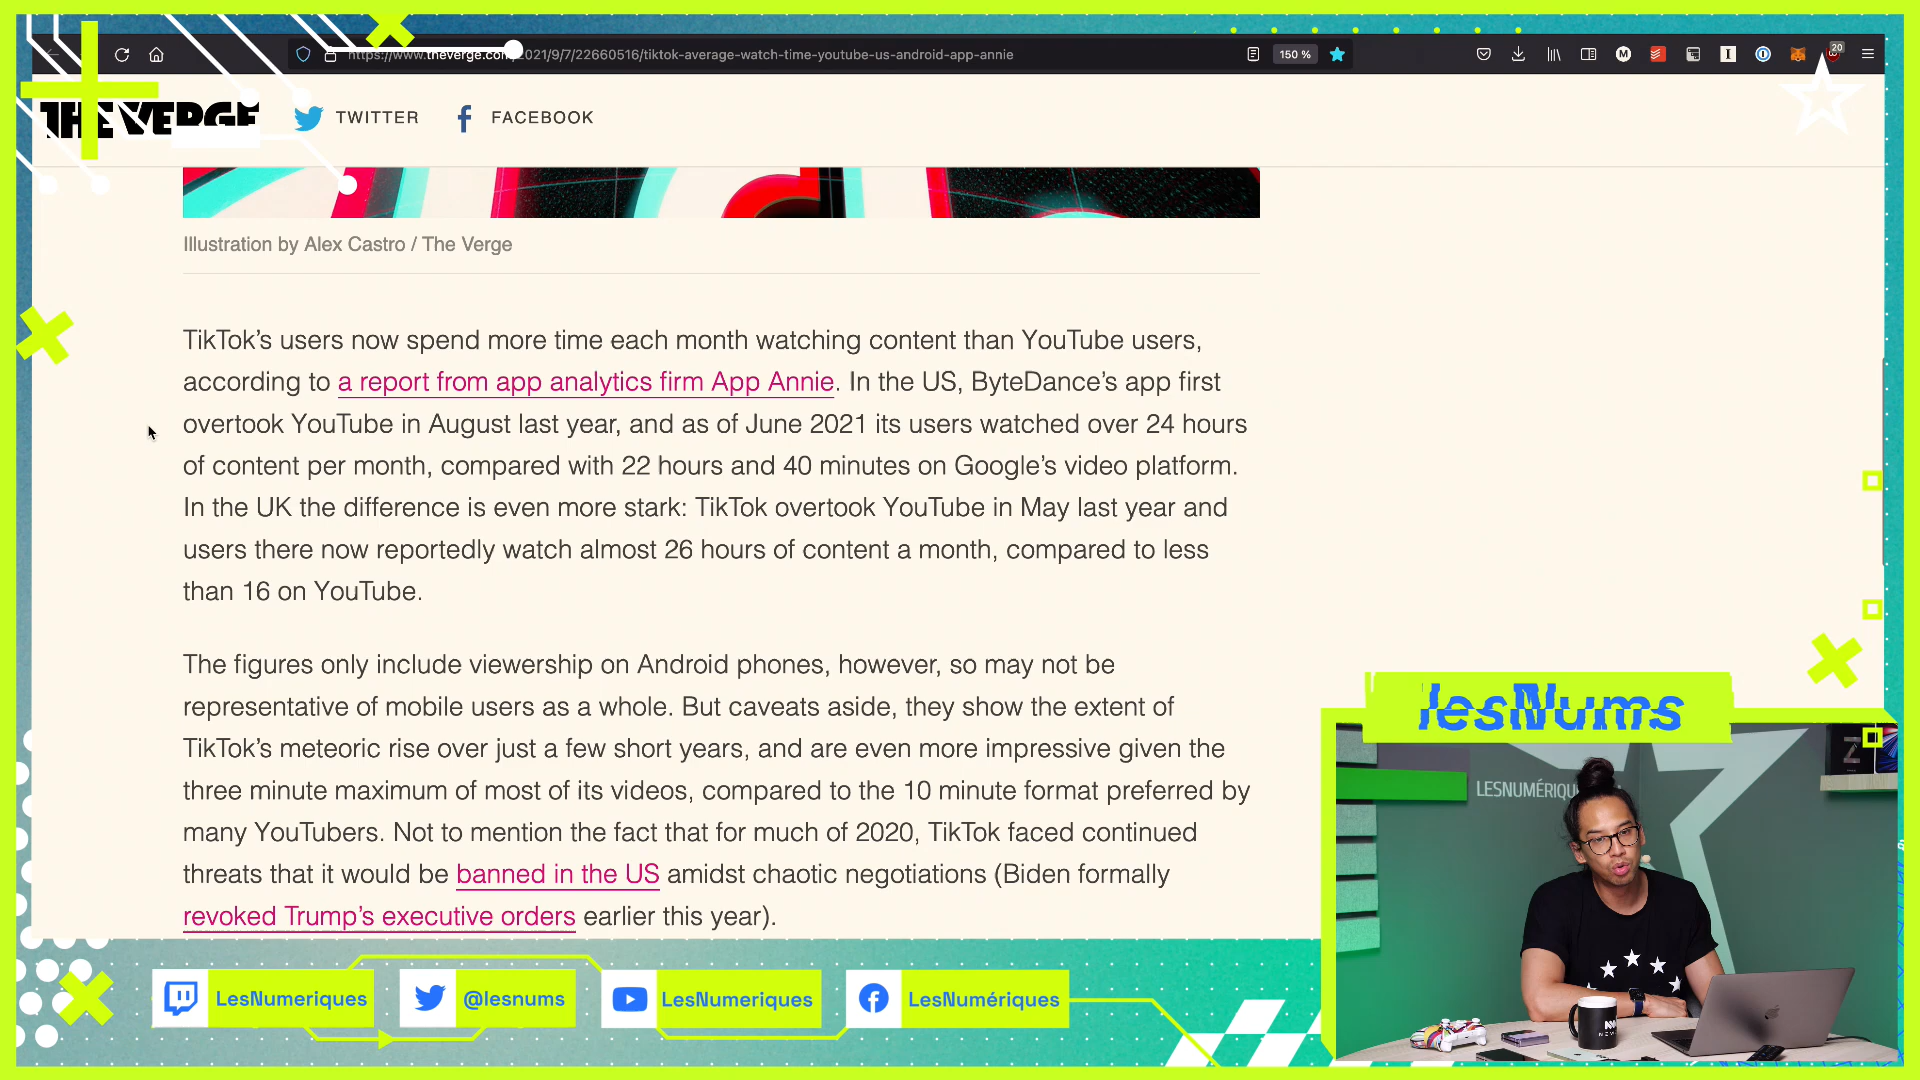 https://www.theverge.com/2021/9/7/22660516/tiktok-average-watch-time-youtube-us-android-app-annie
150 %
20
THE VERGE
TWITTER
FACEBOOK
Illustration by Alex Castro / The Verge
TikTok’s users now spend more time each month watching content than YouTube users,
according to a report from app analytics firm App Annie. In the US, ByteDance’s app first
overtook YouTube in August last year, and as of June 2021 its users watched over 24 hours
of content per month, compared with 22 hours and 40 minutes on Google’s video platform.
In the UK the difference is even more stark: TikTok overtook YouTube in May last year and
users there now reportedly watch almost 26 hours of content a month, compared to less
than 16 on YouTube.
The figures only include viewership on Android phones, however, so may not be
representative of mobile users as a whole. But caveats aside, they show the extent of
TikTok’s meteoric rise over just a few short years, and are even more impressive given the
three minute maximum of most of its videos, compared to the 10 minute format preferred by
many YouTubers. Not to mention the fact that for much of 2020, TikTok faced continued
threats that it would be banned in the US amidst chaotic negotiations (Biden formally
revoked Trump’s executive orders earlier this year).
lesNums
LESNUMÉRIQU
LesNumeriques
@lesnums
LesNumeriques
LesNumériques